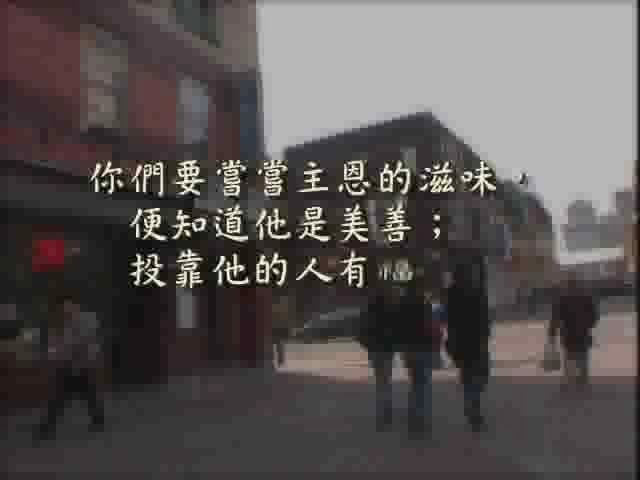 你們要嘗嘗主恩的滋味，
便知道他是美善；
投靠他的人有福